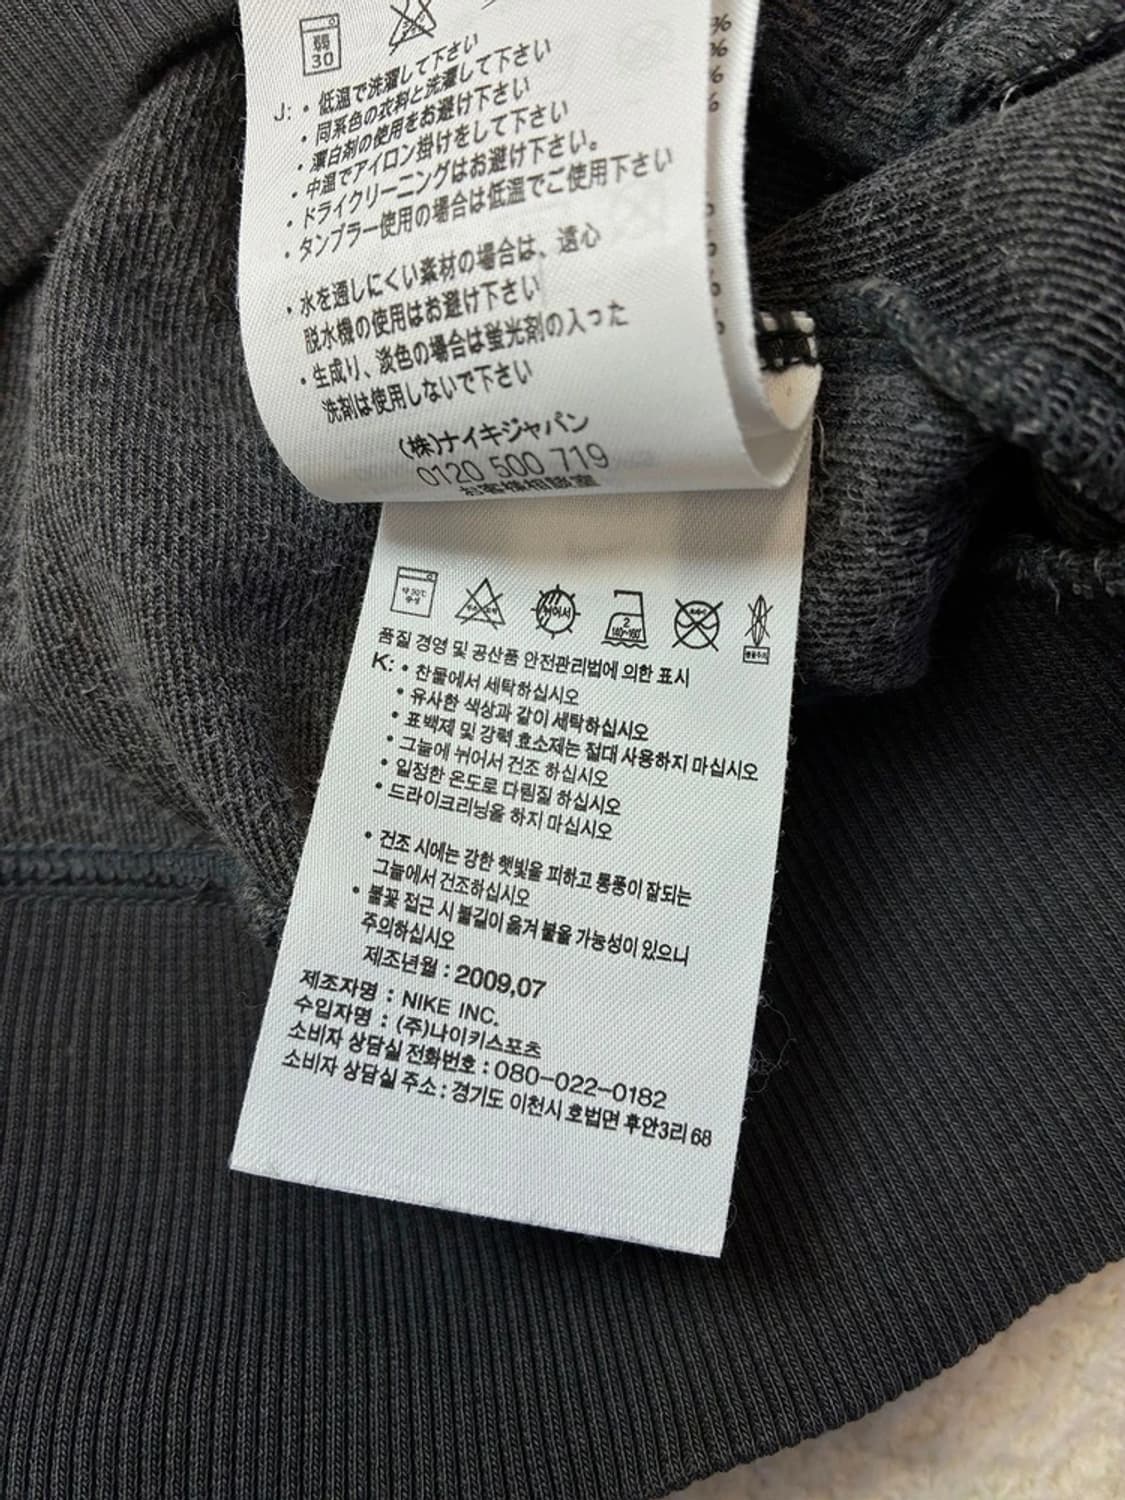 弱
30
J: • 低温で洗濯して下さい
• 同系色の衣料と洗濯して下さい
• 漂白剤の使用をお避け下さい
• 中温でアイロン掛けをして下さい
• ドライクリーニングはお避け下さい。
• タンブラー使用の場合は低温でご使用下さい
• 水を通しにくい素材の場合は、遠心
脱水機の使用はお避け下さい
• 生成り、淡色の場合は蛍光剤の入った
洗剤は使用しないで下さい
(株)ナイキジャパン
0120 500 719
お客様相談室
약 30℃
중성
뉘어서
2
140~160
품질 경영 및 공산품 안전관리법에 의한 표시
K: • 찬물에서 세탁하십시오
• 유사한 색상과 같이 세탁하십시오
• 표백제 및 강력 효소제는 절대 사용하지 마십시오
• 그늘에 뉘어서 건조 하십시오
• 일정한 온도로 다림질 하십시오
• 드라이크리닝을 하지 마십시오
• 건조 시에는 강한 햇빛을 피하고 통풍이 잘되는
그늘에서 건조하십시오
• 불꽃 접근 시 불길이 옮겨 붙을 가능성이 있으니
주의하십시오
제조년월 : 2009,07
제조자명 : NIKE INC.
수입자명 : (주)나이키스포츠
소비자 상담실 전화번호 : 080-022-0182
소비자 상담실 주소 : 경기도 이천시 호법면 후안3리 68